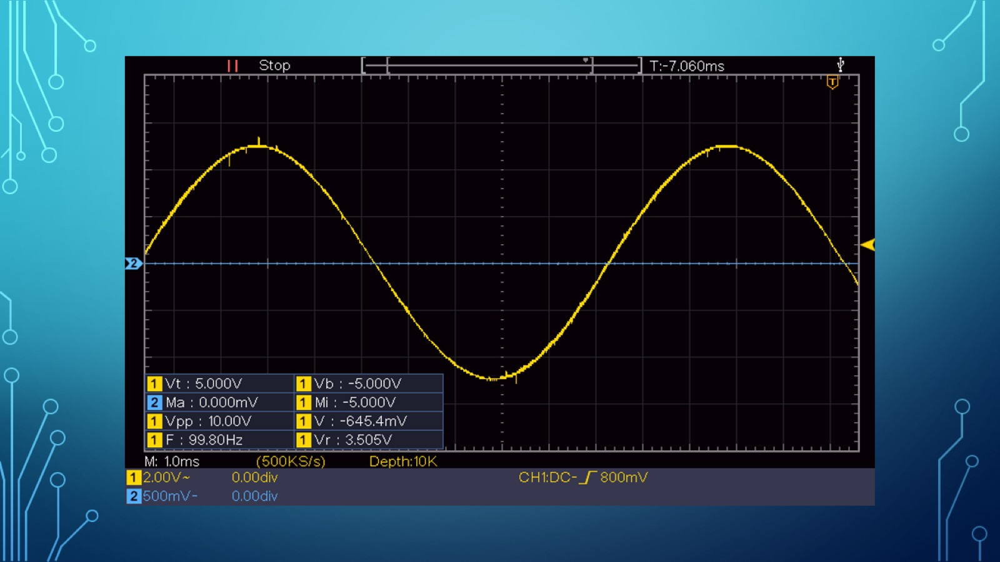 Stop T:-7.060ms
T
2
1 Vt : 5.000V 1 Vb : -5.000V
2 Ma : 0.000mV 1 Mi : -5.000V
1 Vpp : 10.00V 1 V : -645.4mV
1 F : 99.80Hz 1 Vr : 3.505V
M: 1.0ms (500KS/s) Depth:10K
1 2.00V~ 0.00div CH1:DC- 800mV
2 500mV- 0.00div